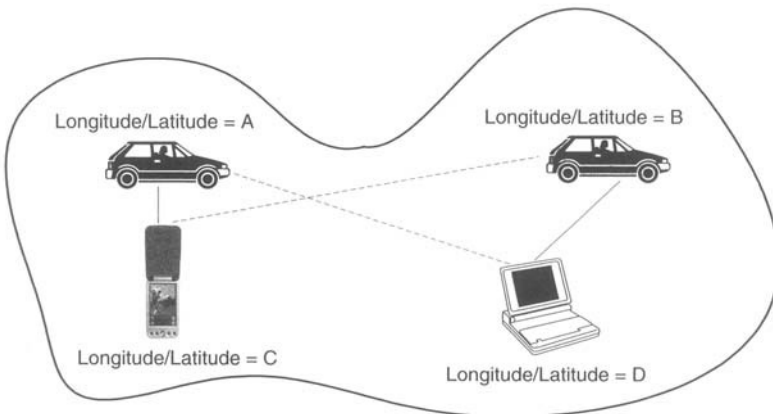 Longitude/Latitude = A
Longitude/Latitude = B
Longitude/Latitude = C
Longitude/Latitude = D